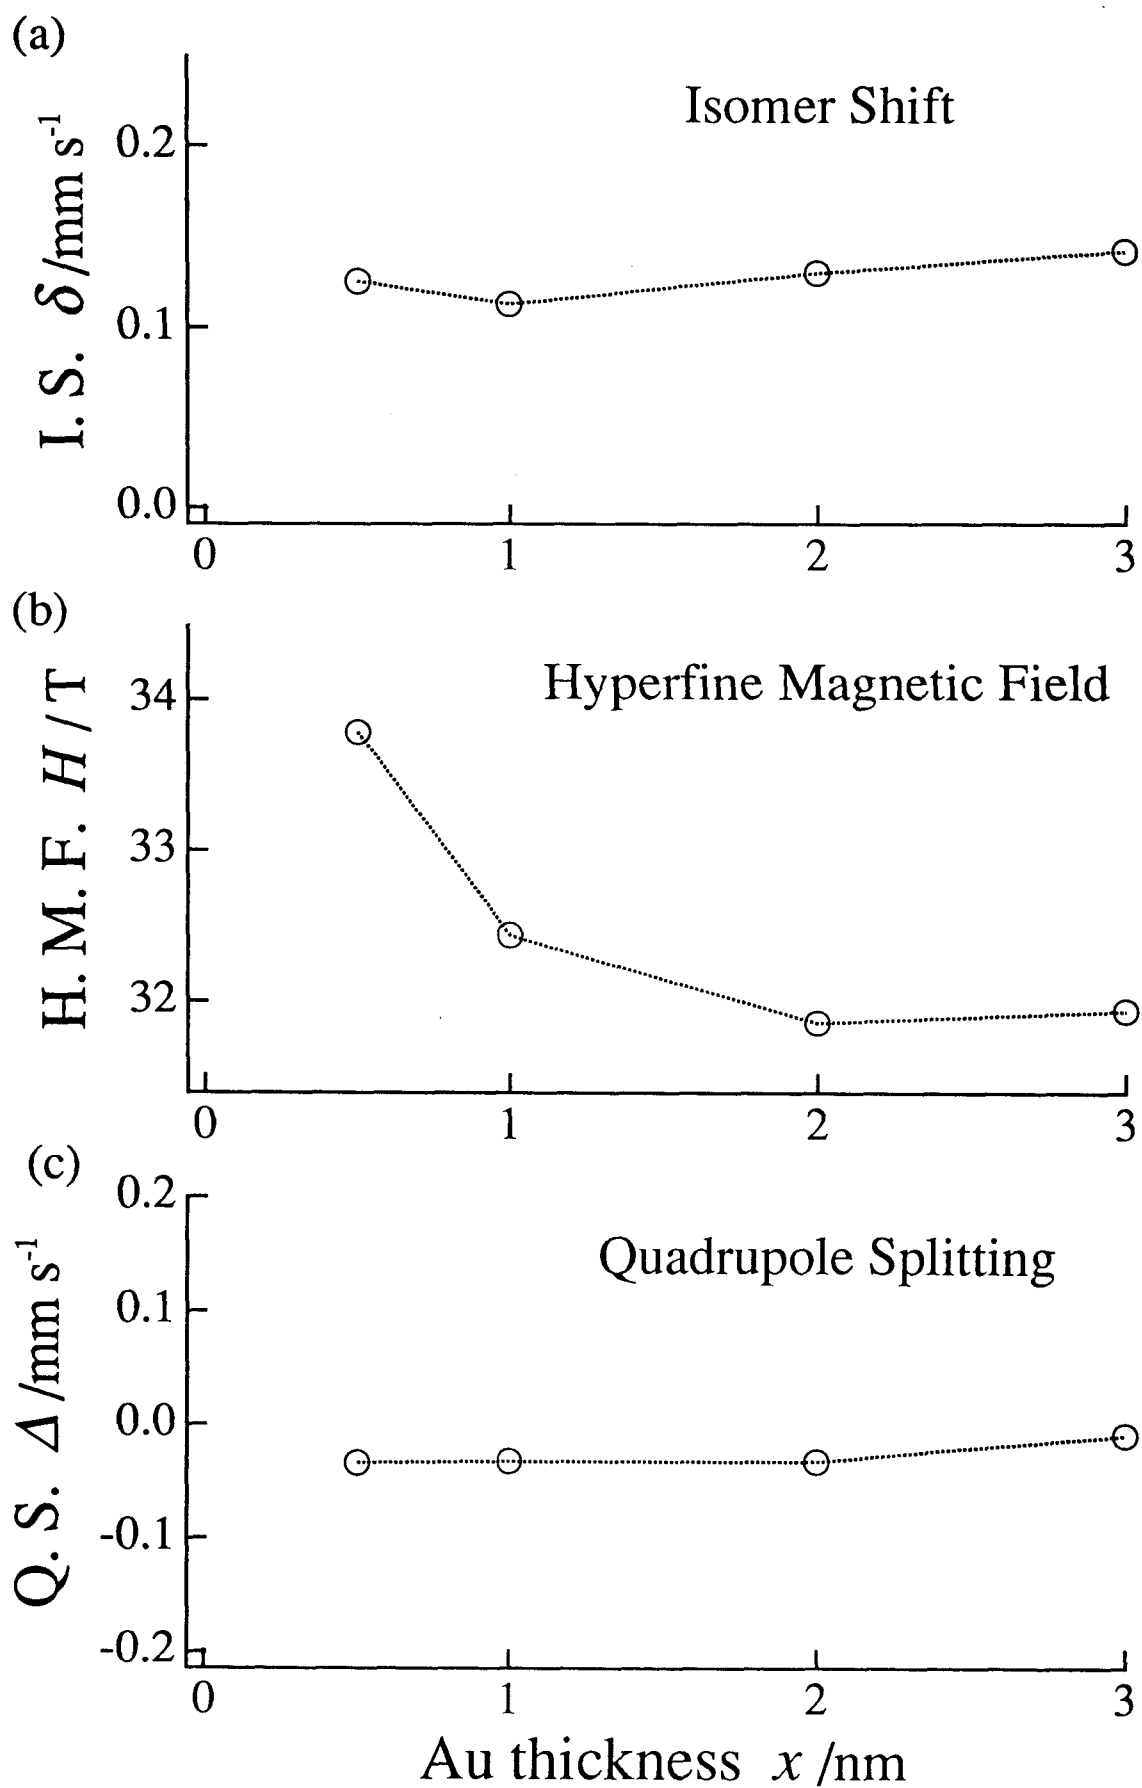 (a)
Isomer Shift
I. S. δ/mm s⁻¹
0.2
0.1
0.0
0 1 2 3
(b)
Hyperfine Magnetic Field
H. M. F. H/T
34
33
32
0 1 2 3
(c)
Quadrupole Splitting
Q. S. Δ/mm s⁻¹
0.2
0.1
0.0
-0.1
-0.2
0 1 2 3
Au thickness x/nm